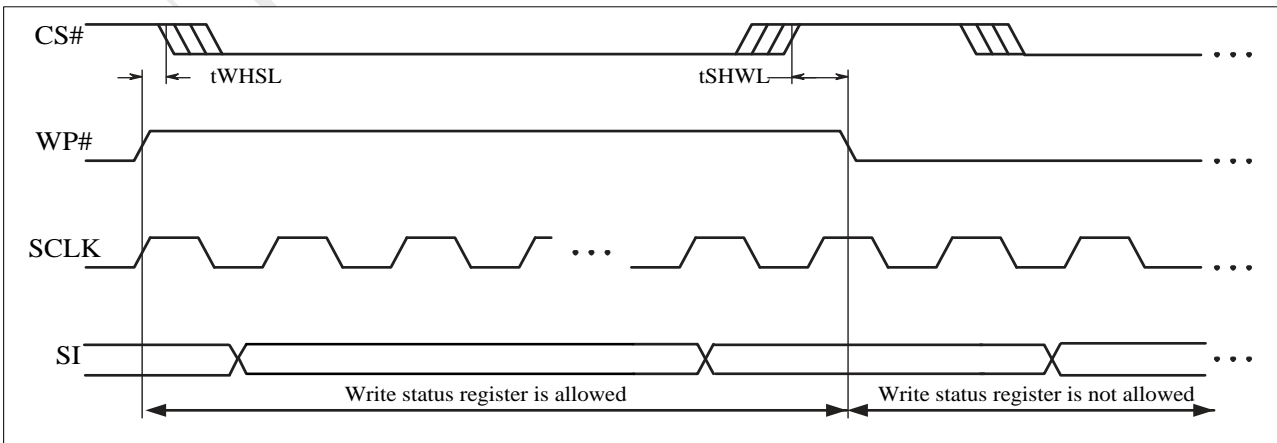 CS#
tWHSL
tSHWL
WP#
SCLK
SI
Write status register is allowed
Write status register is not allowed